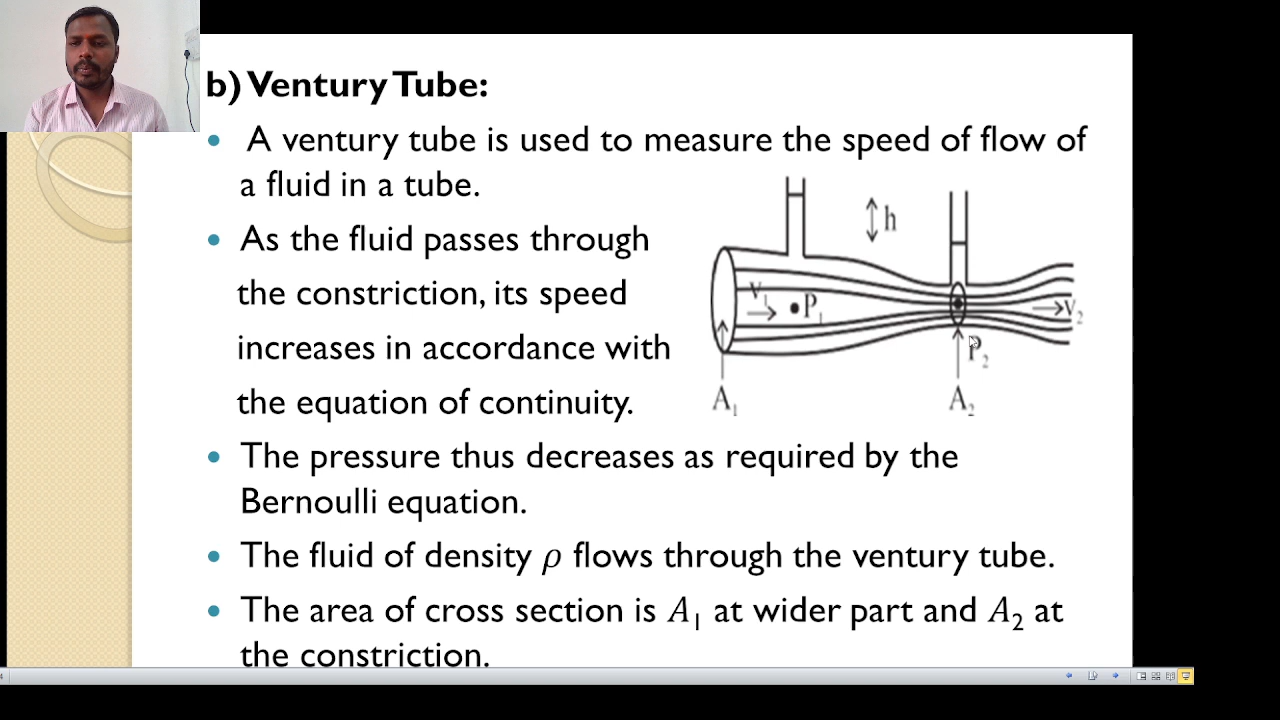 b) Ventury Tube:
• A ventury tube is used to measure the speed of flow of
a fluid in a tube.
• As the fluid passes through
the constriction, its speed
increases in accordance with
the equation of continuity.
h
V₁
P₁
V₂
P₂
A₁
A₂
• The pressure thus decreases as required by the
Bernoulli equation.
• The fluid of density ρ flows through the ventury tube.
• The area of cross section is A₁ at wider part and A₂ at
the constriction.